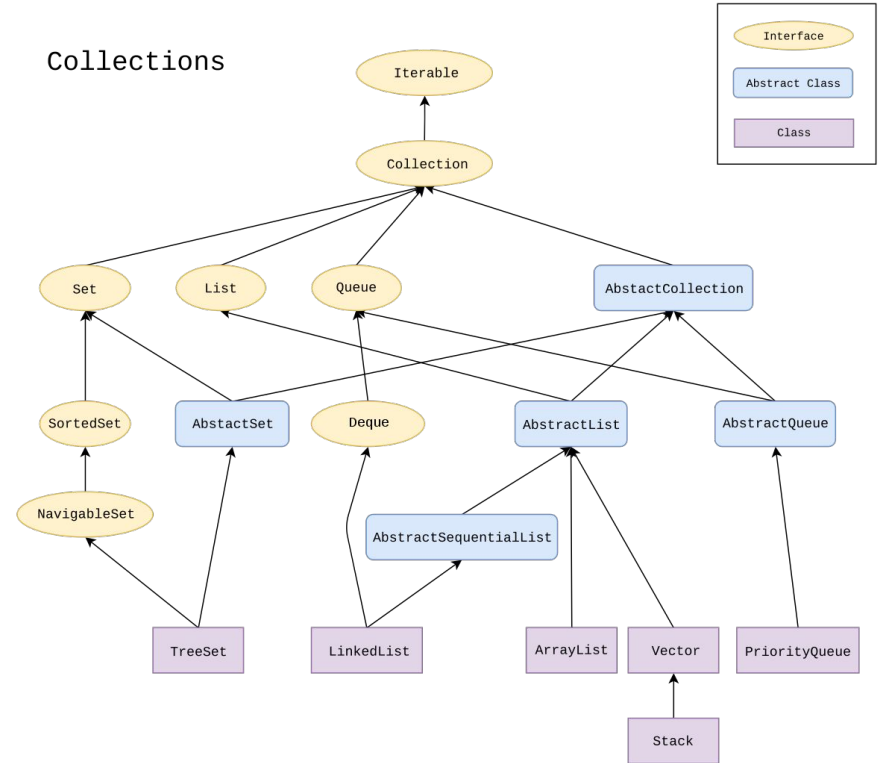 Collections
Interface
Abstract Class
Class
Iterable
Collection
Set
List
Queue
AbstactCollection
SortedSet
AbstactSet
Deque
AbstractList
AbstractQueue
NavigableSet
AbstractSequentialList
TreeSet
LinkedList
ArrayList
Vector
PriorityQueue
Stack